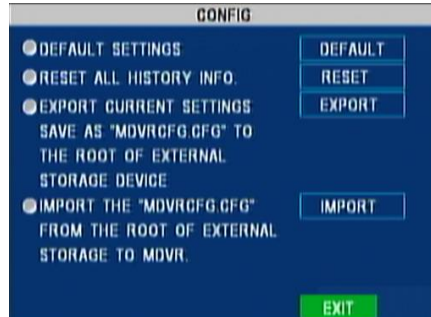 CONFIG
DEFAULT SETTINGS DEFAULT
RESET ALL HISTORY INFO. RESET
EXPORT CURRENT SETTINGS EXPORT
SAVE AS "MDVRCFG.CFG" TO
THE ROOT OF EXTERNAL
STORAGE DEVICE
IMPORT THE "MDVRCFG.CFG" IMPORT
FROM THE ROOT OF EXTERNAL
STORAGE TO MDVR.
EXIT